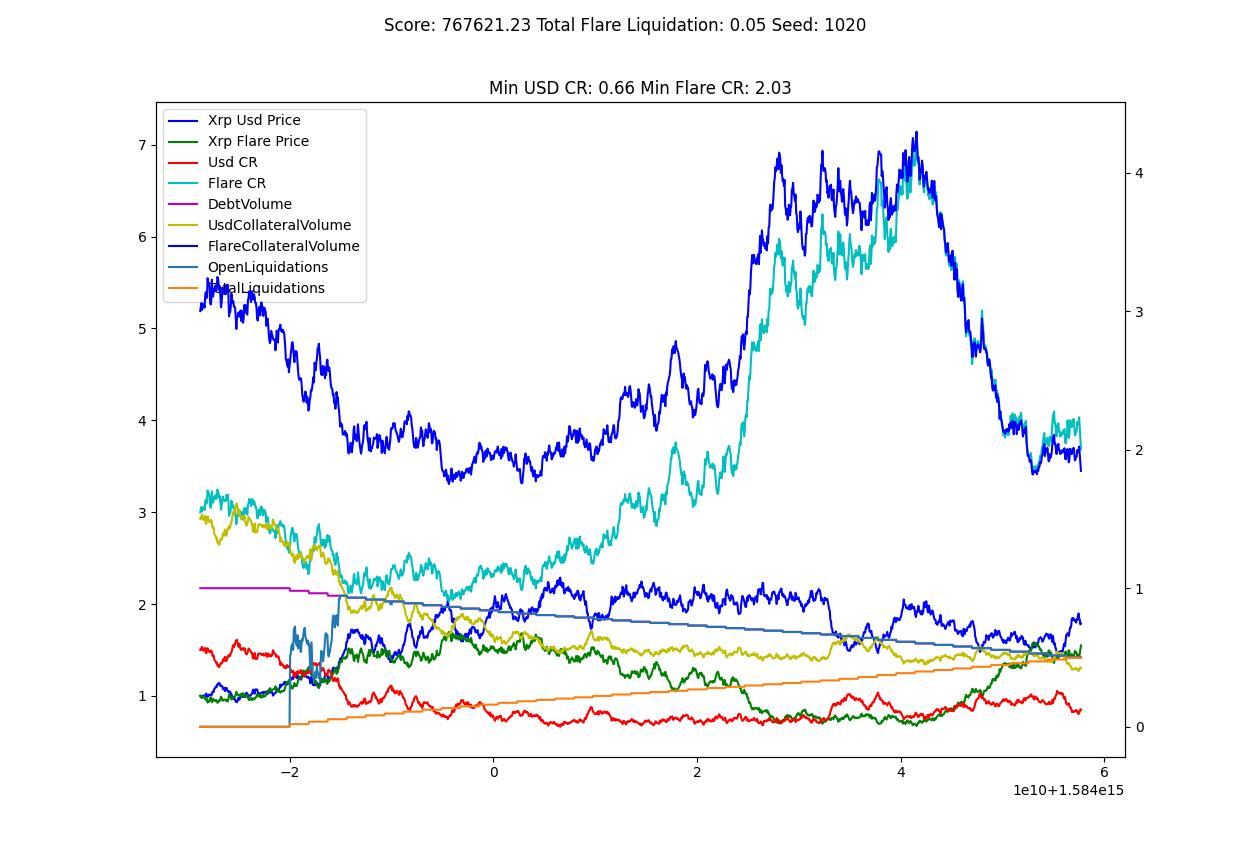 Score: 767621.23 Total Flare Liquidation: 0.05 Seed: 1020
Min USD CR: 0.66 Min Flare CR: 2.03
Xrp Usd Price
Xrp Flare Price
Usd CR
Flare CR
DebtVolume
UsdCollateralVolume
FlareCollateralVolume
OpenLiquidations
TotalLiquidations
7
6
5
4
3
2
1
4
3
2
1
0
−2
0
2
4
6
1e10+1.584e15